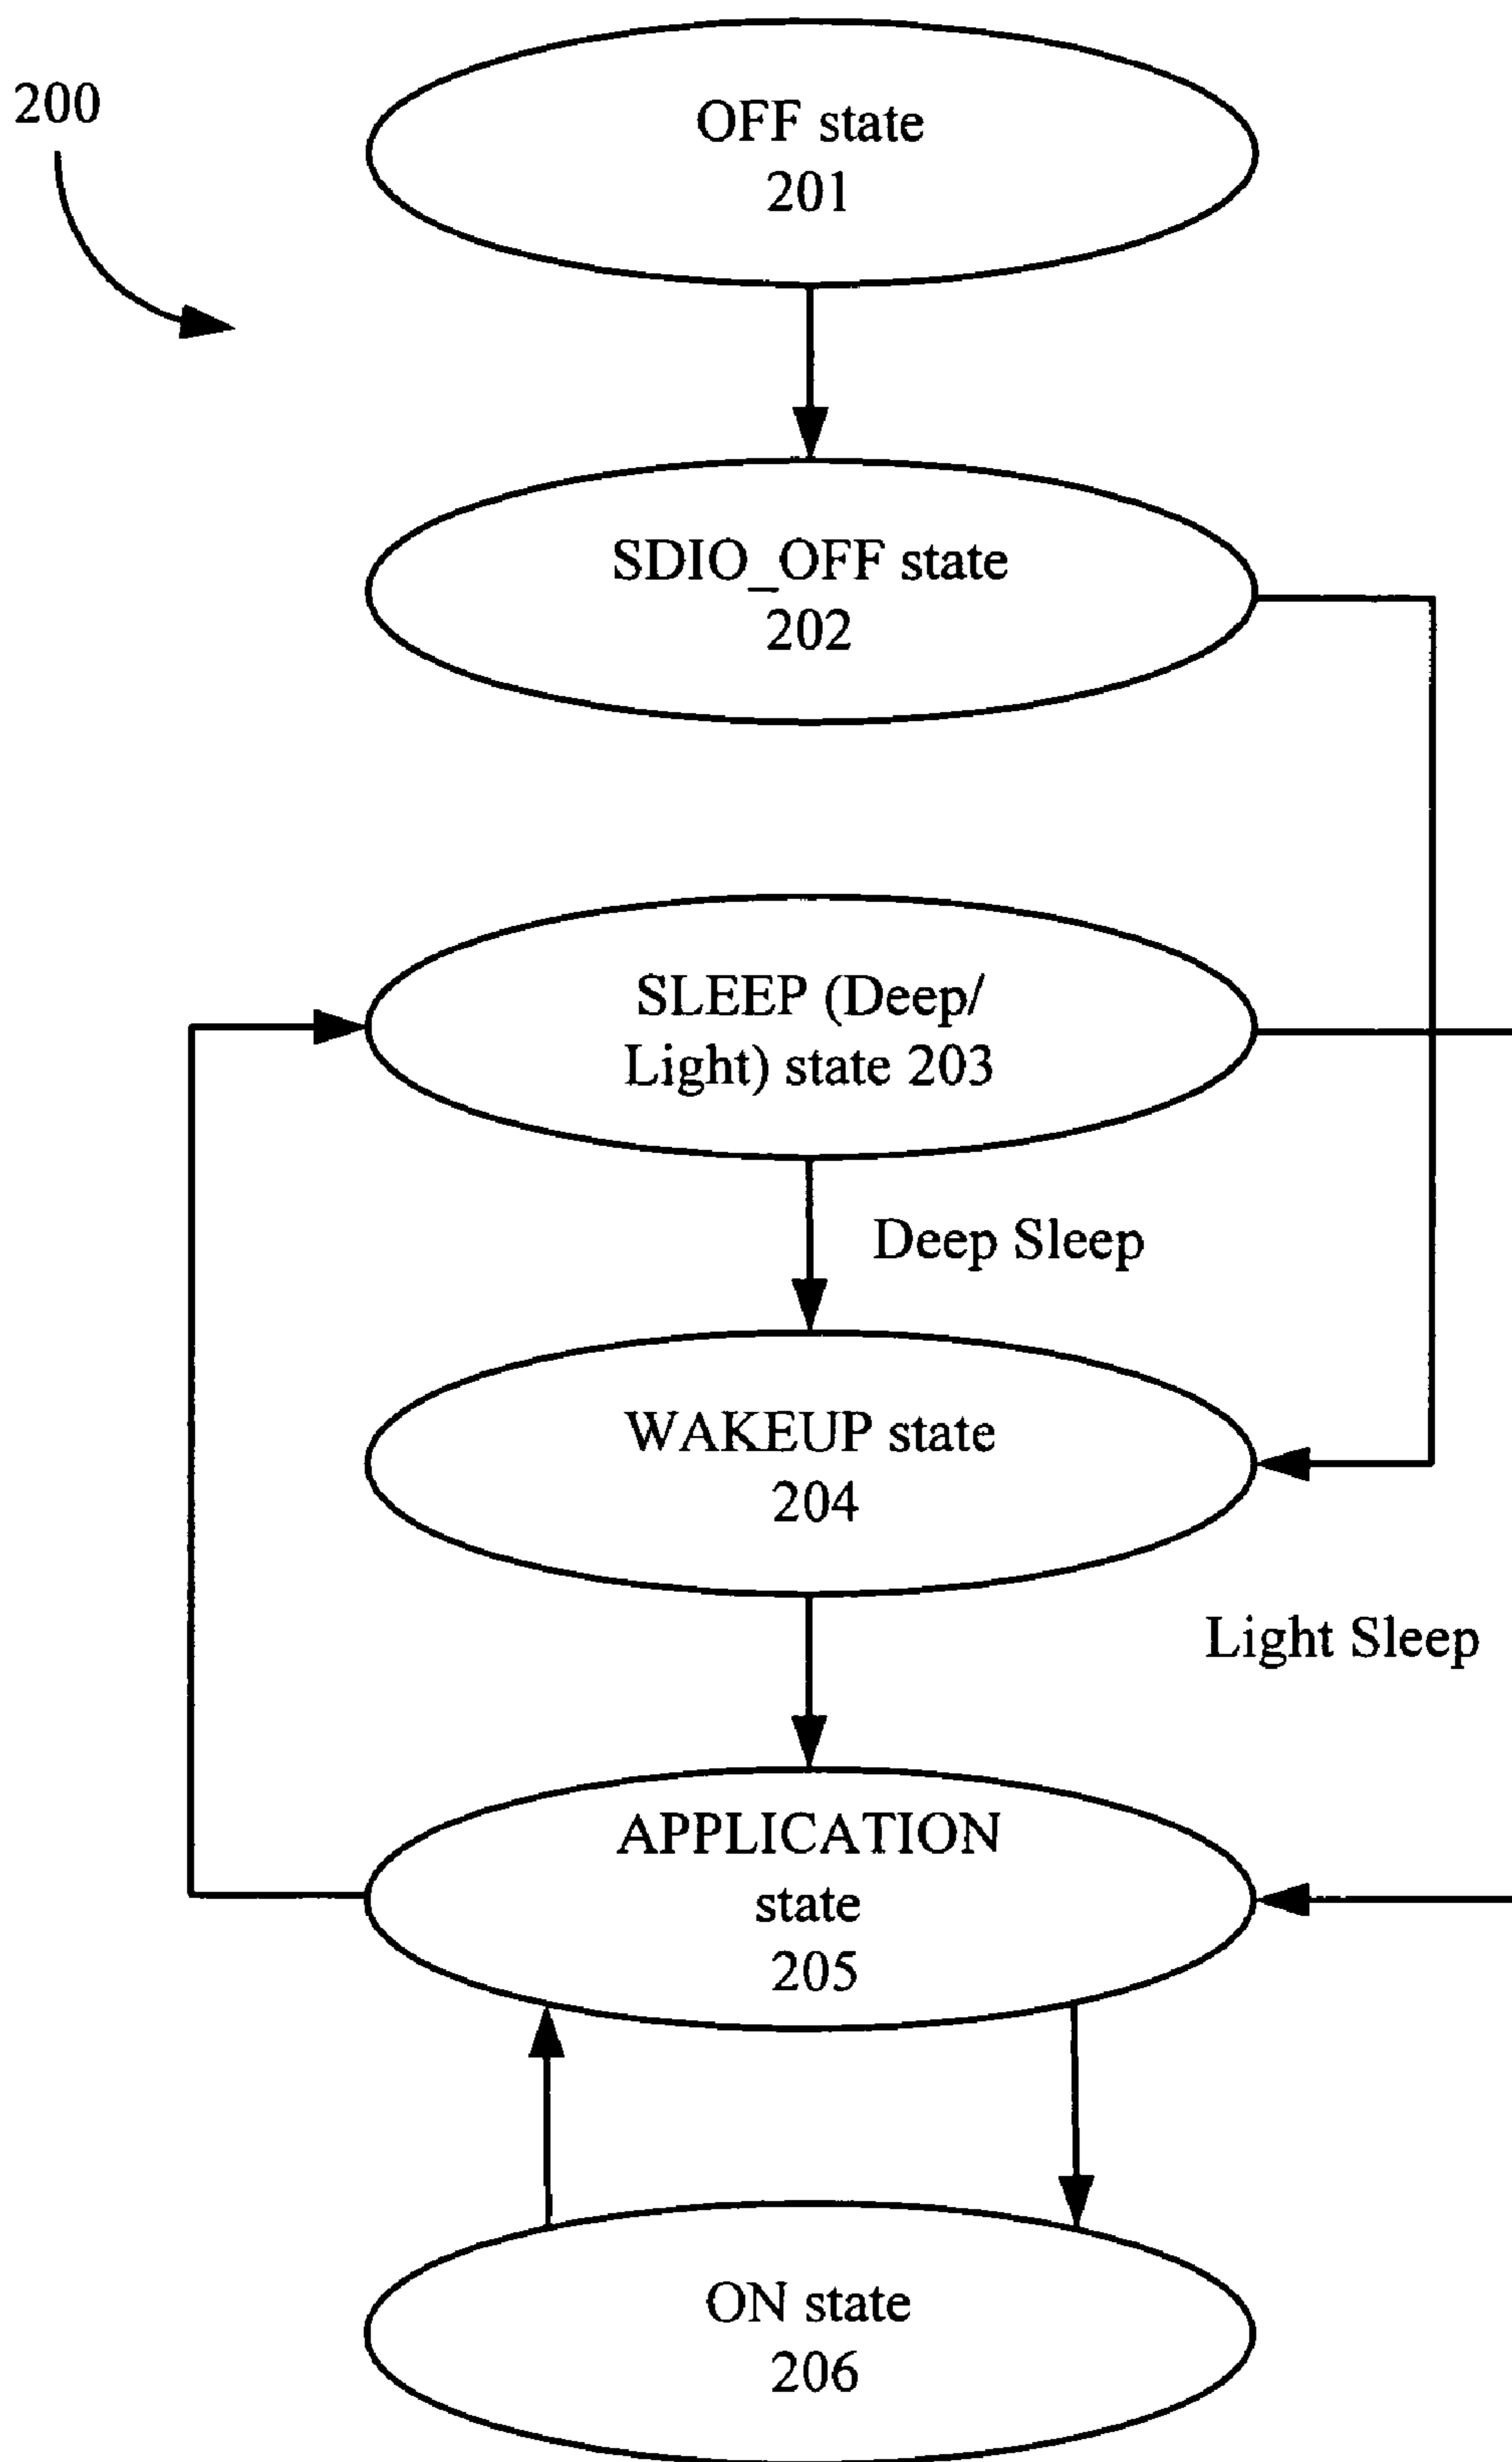 200
OFF state
201
SDIO_OFF state
202
SLEEP (Deep/
Light) state 203
Deep Sleep
WAKEUP state
204
Light Sleep
APPLICATION
state
205
ON state
206